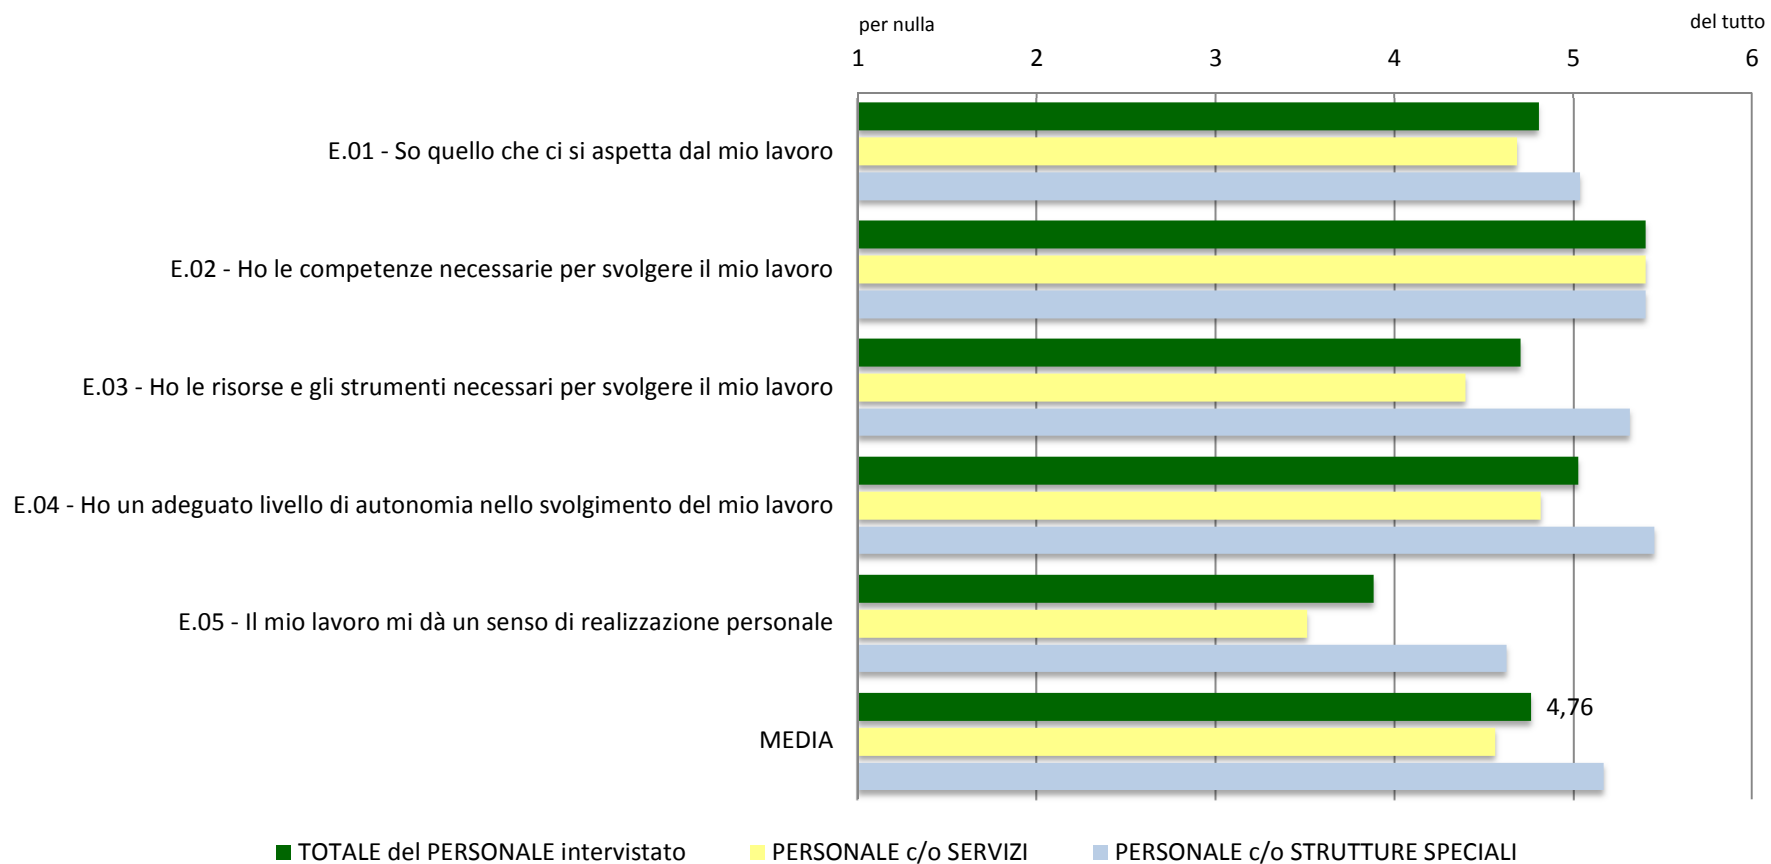 per nulla del tutto
1 2 3 4 5 6
E.01 - So quello che ci si aspetta dal mio lavoro
E.02 - Ho le competenze necessarie per svolgere il mio lavoro
E.03 - Ho le risorse e gli strumenti necessari per svolgere il mio lavoro
E.04 - Ho un adeguato livello di autonomia nello svolgimento del mio lavoro
E.05 - Il mio lavoro mi dà un senso di realizzazione personale
4,76
MEDIA
TOTALE del PERSONALE intervistato PERSONALE c/o SERVIZI PERSONALE c/o STRUTTURE SPECIALI